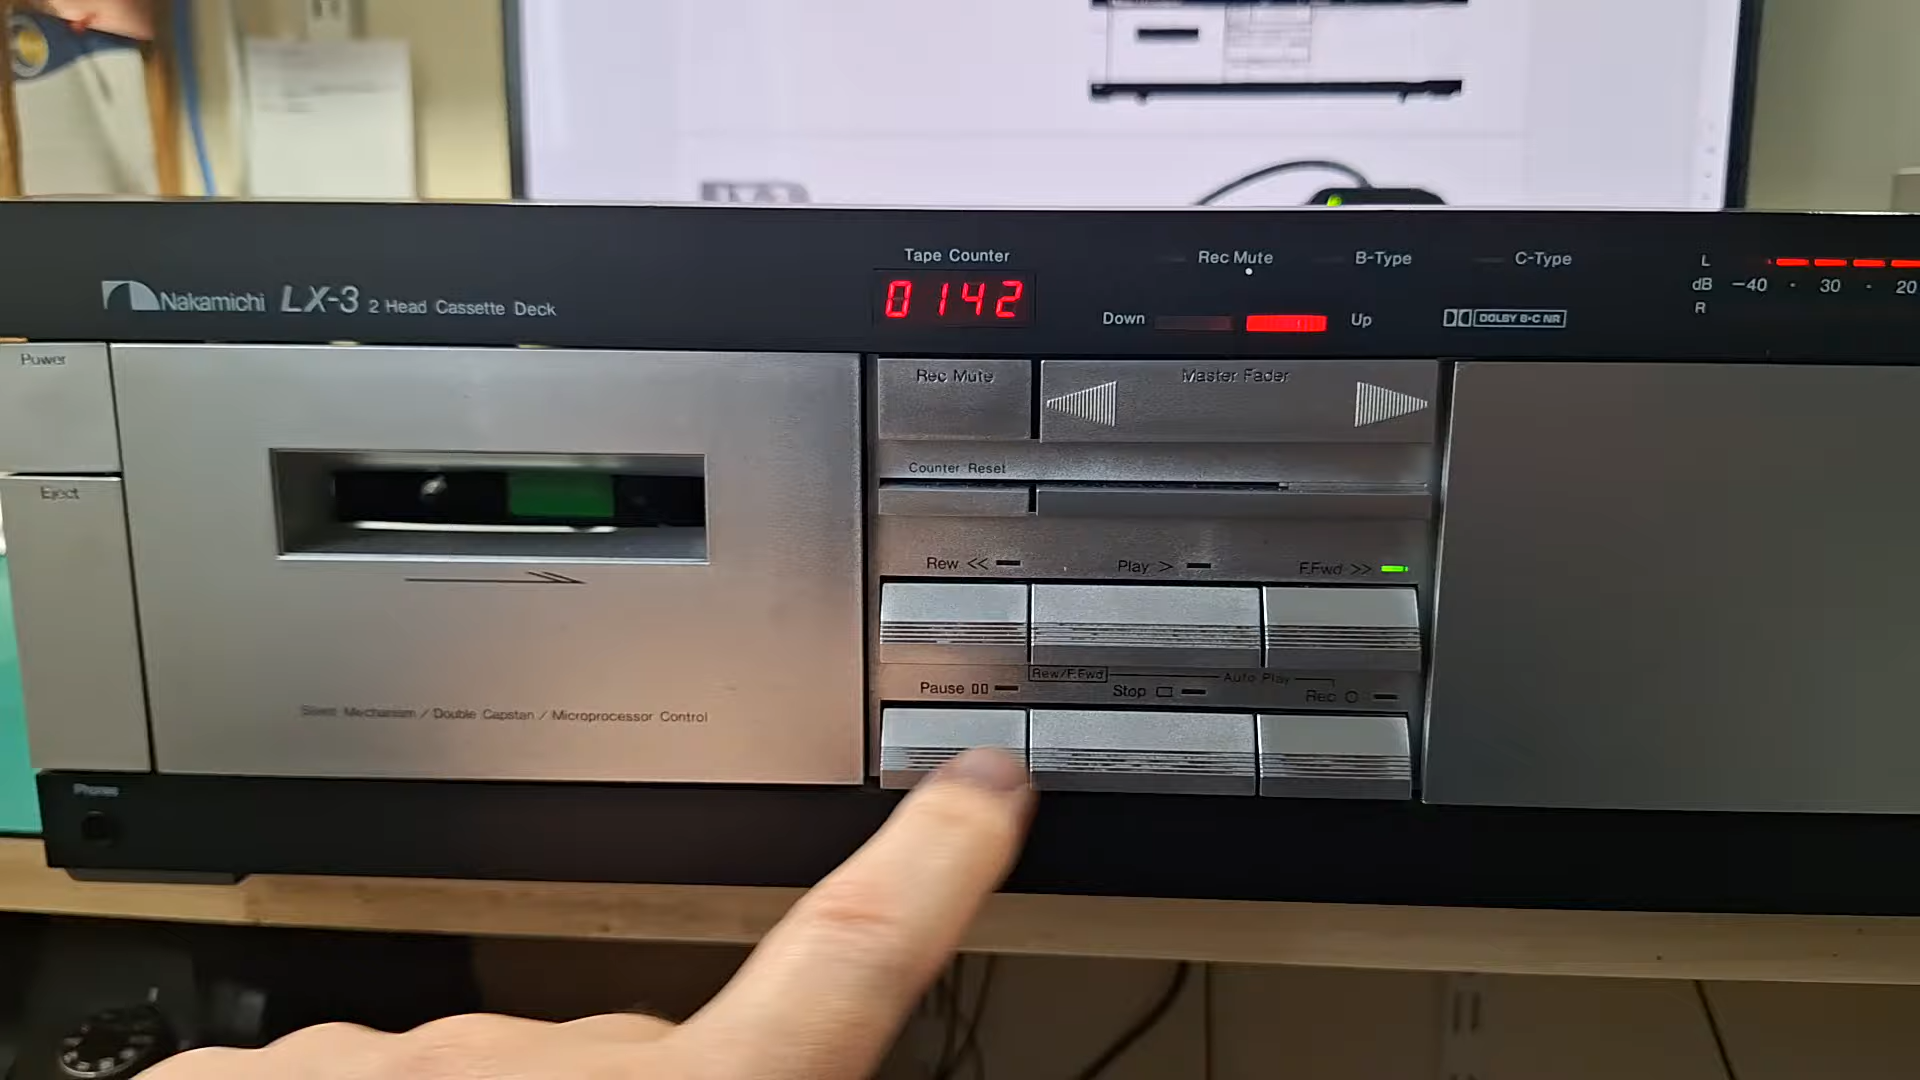 Tape Counter
Rec Mute
B-Type
C-Type
L
dB -40 · 30 · 20
R
Nakamichi LX-3 2 Head Cassette Deck
0142
Down
Up
DOLBY B-C NR
Power
Rec Mute
Master Fader
Counter Reset
Eject
Rew <<
Play >
F.Fwd >>
Rew/F.Fwd
Auto Play
Pause
Stop
Rec
Silent Mechanism / Double Capstan / Microprocessor Control
Phones